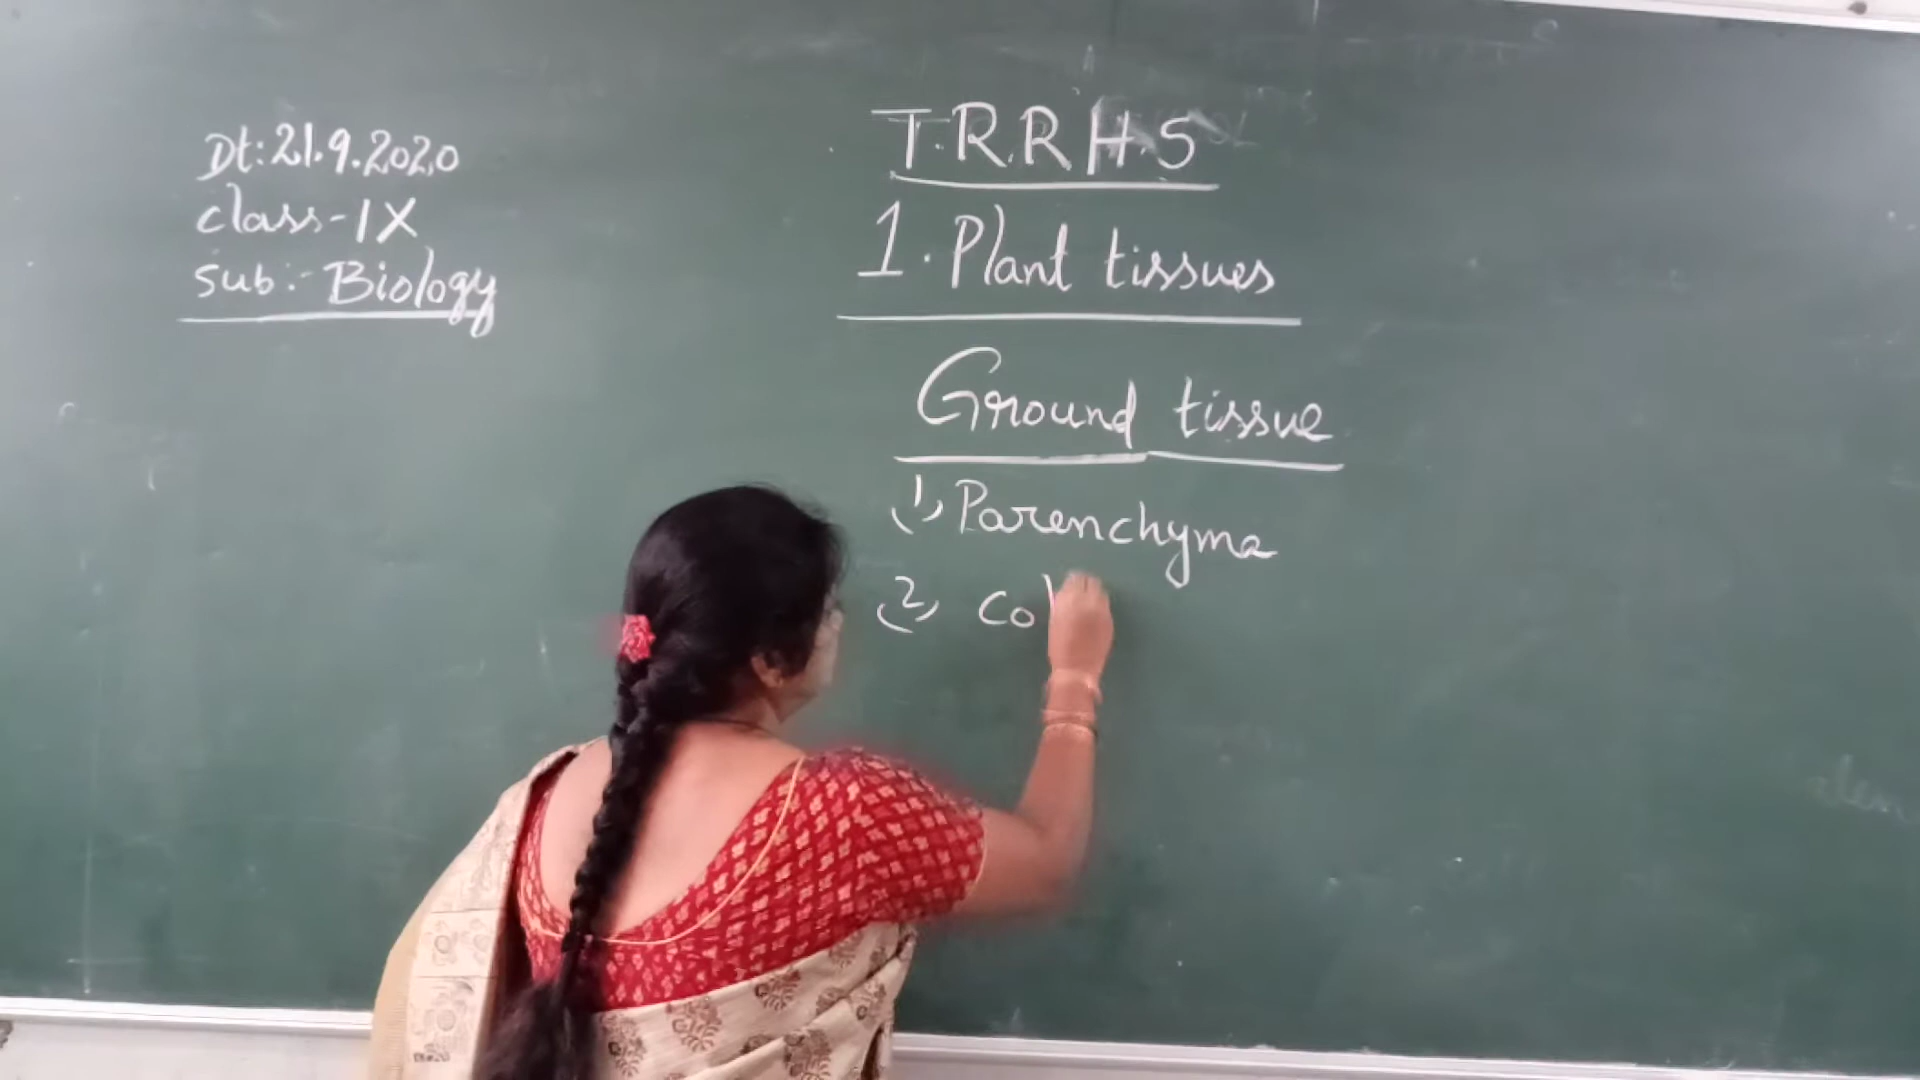 Dt: 21.9.2020
class-IX
sub:- Biology
T.R.R.H.S
1. Plant tissues
Ground tissue
(1) Parenchyma
(2) Col